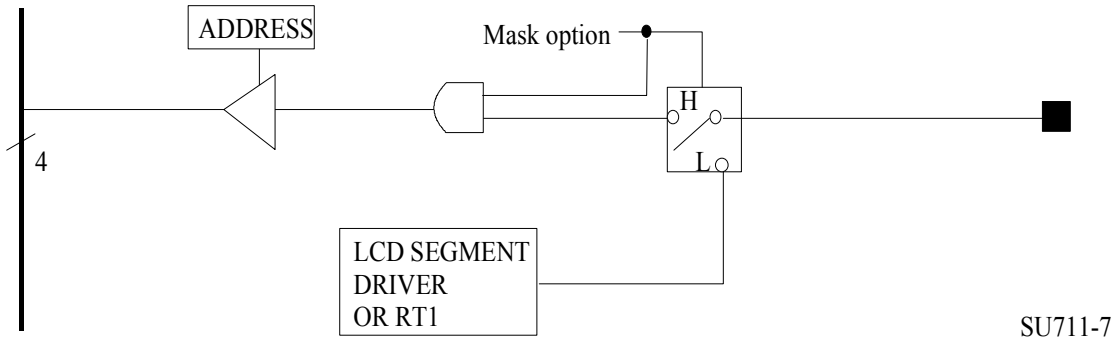 ADDRESS
Mask option
H
L
4
LCD SEGMENT
DRIVER
OR RT1
SU711-7